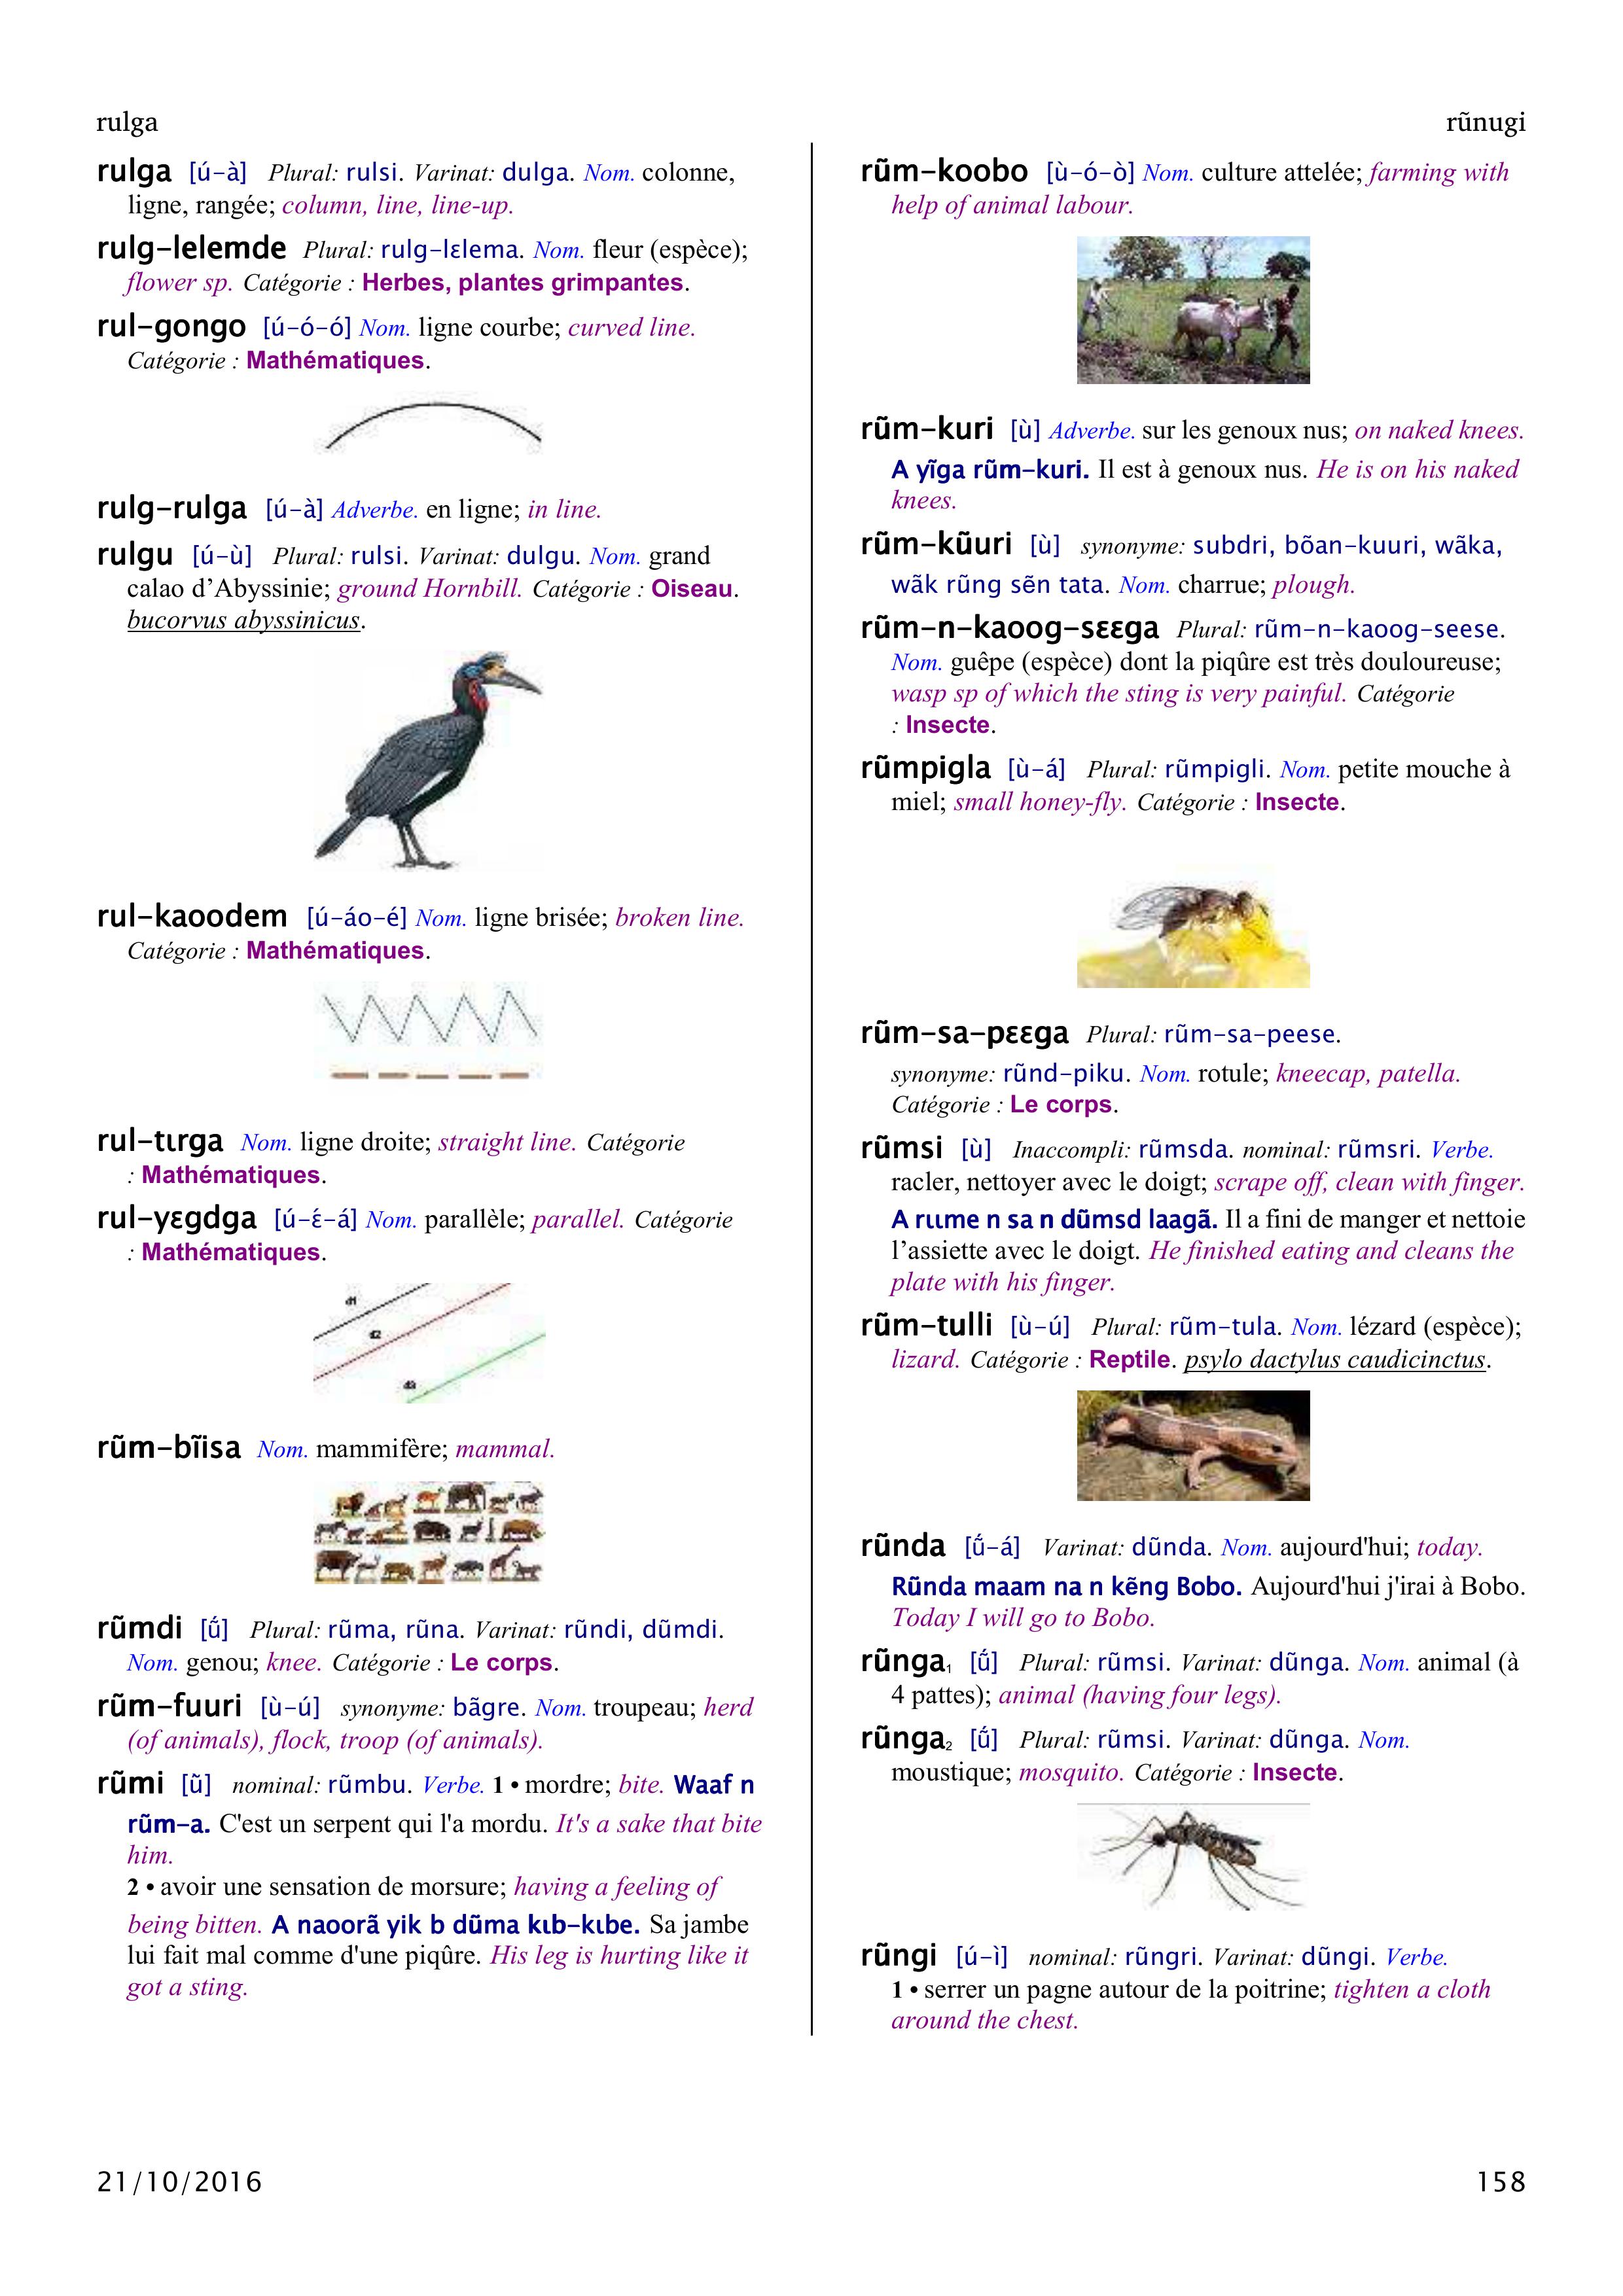 rulga
rũnugi
rulga [ú–à] Plural: rulsi. Varinat: dulga. Nom. colonne,
ligne, rangée; column, line, line-up.
rulg–lelemde Plural: rulg–lɛlema. Nom. fleur (espèce);
flower sp. Catégorie : Herbes, plantes grimpantes.
rul–gongo [ú–ó–ó] Nom. ligne courbe; curved line.
Catégorie : Mathématiques.
rulg–rulga [ú–à] Adverbe. en ligne; in line.
rulgu [ú–ù] Plural: rulsi. Varinat: dulgu. Nom. grand
calao d’Abyssinie; ground Hornbill. Catégorie : Oiseau.
bucorvus abyssinicus.
rul–kaoodem [ú–áo–é] Nom. ligne brisée; broken line.
Catégorie : Mathématiques.
rul–tɩrga Nom. ligne droite; straight line. Catégorie
: Mathématiques.
rul–yɛgdga [ú–ɛ́–á] Nom. parallèle; parallel. Catégorie
: Mathématiques.
d1
d2
d3
rũm–bĩisa Nom. mammifère; mammal.
rũmdi [ṹ] Plural: rũma, rũna. Varinat: rũndi, dũmdi.
Nom. genou; knee. Catégorie : Le corps.
rũm–fuuri [ù–ú] synonyme: bãgre. Nom. troupeau; herd
(of animals), flock, troop (of animals).
rũmi [ũ̀] nominal: rũmbu. Verbe. 1 • mordre; bite. Waaf n
rũm–a. C'est un serpent qui l'a mordu. It's a sake that bite
him.
2 • avoir une sensation de morsure; having a feeling of
being bitten. A naoorã yik b dũma kɩb–kɩbe. Sa jambe
lui fait mal comme d'une piqûre. His leg is hurting like it
got a sting.
rũm–koobo [ù–ó–ò] Nom. culture attelée; farming with
help of animal labour.
rũm–kuri [ù] Adverbe. sur les genoux nus; on naked knees.
A yĩga rũm–kuri. Il est à genoux nus. He is on his naked
knees.
rũm–kũuri [ù] synonyme: subdri, bõan–kuuri, wãka,
wãk rũng sẽn tata. Nom. charrue; plough.
rũm–n–kaoog–sɛɛga Plural: rũm–n–kaoog–seese.
Nom. guêpe (espèce) dont la piqûre est très douloureuse;
wasp sp of which the sting is very painful. Catégorie
: Insecte.
rũmpigla [ù–á] Plural: rũmpigli. Nom. petite mouche à
miel; small honey-fly. Catégorie : Insecte.
rũm–sa–pɛɛga Plural: rũm–sa–peese.
synonyme: rũnd–piku. Nom. rotule; kneecap, patella.
Catégorie : Le corps.
rũmsi [ù] Inaccompli: rũmsda. nominal: rũmsri. Verbe.
racler, nettoyer avec le doigt; scrape off, clean with finger.
A rɩɩme n sa n dũmsd laagã. Il a fini de manger et nettoie
l’assiette avec le doigt. He finished eating and cleans the
plate with his finger.
rũm–tulli [ù–ú] Plural: rũm–tula. Nom. lézard (espèce);
lizard. Catégorie : Reptile. psylo dactylus caudicinctus.
rũnda [ṹ–á] Varinat: dũnda. Nom. aujourd'hui; today.
Rũnda maam na n kẽng Bobo. Aujourd'hui j'irai à Bobo.
Today I will go to Bobo.
rũnga₁ [ṹ] Plural: rũmsi. Varinat: dũnga. Nom. animal (à
4 pattes); animal (having four legs).
rũnga₂ [ṹ] Plural: rũmsi. Varinat: dũnga. Nom.
moustique; mosquito. Catégorie : Insecte.
rũngi [ú–ì] nominal: rũngri. Varinat: dũngi. Verbe.
1 • serrer un pagne autour de la poitrine; tighten a cloth
around the chest.
21/10/2016
158